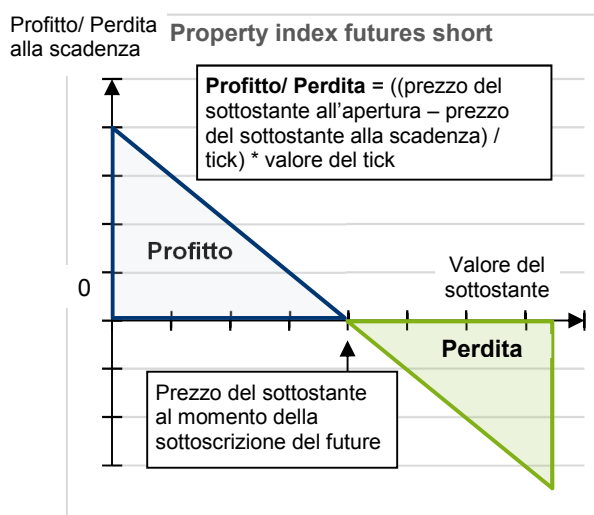 Profitto/ Perdita
alla scadenza
Property index futures short
Profitto/ Perdita = ((prezzo del
sottostante all’apertura – prezzo
del sottostante alla scadenza) /
tick) * valore del tick
Profitto
0
Valore del
sottostante
Perdita
Prezzo del sottostante
al momento della
sottoscrizione del future